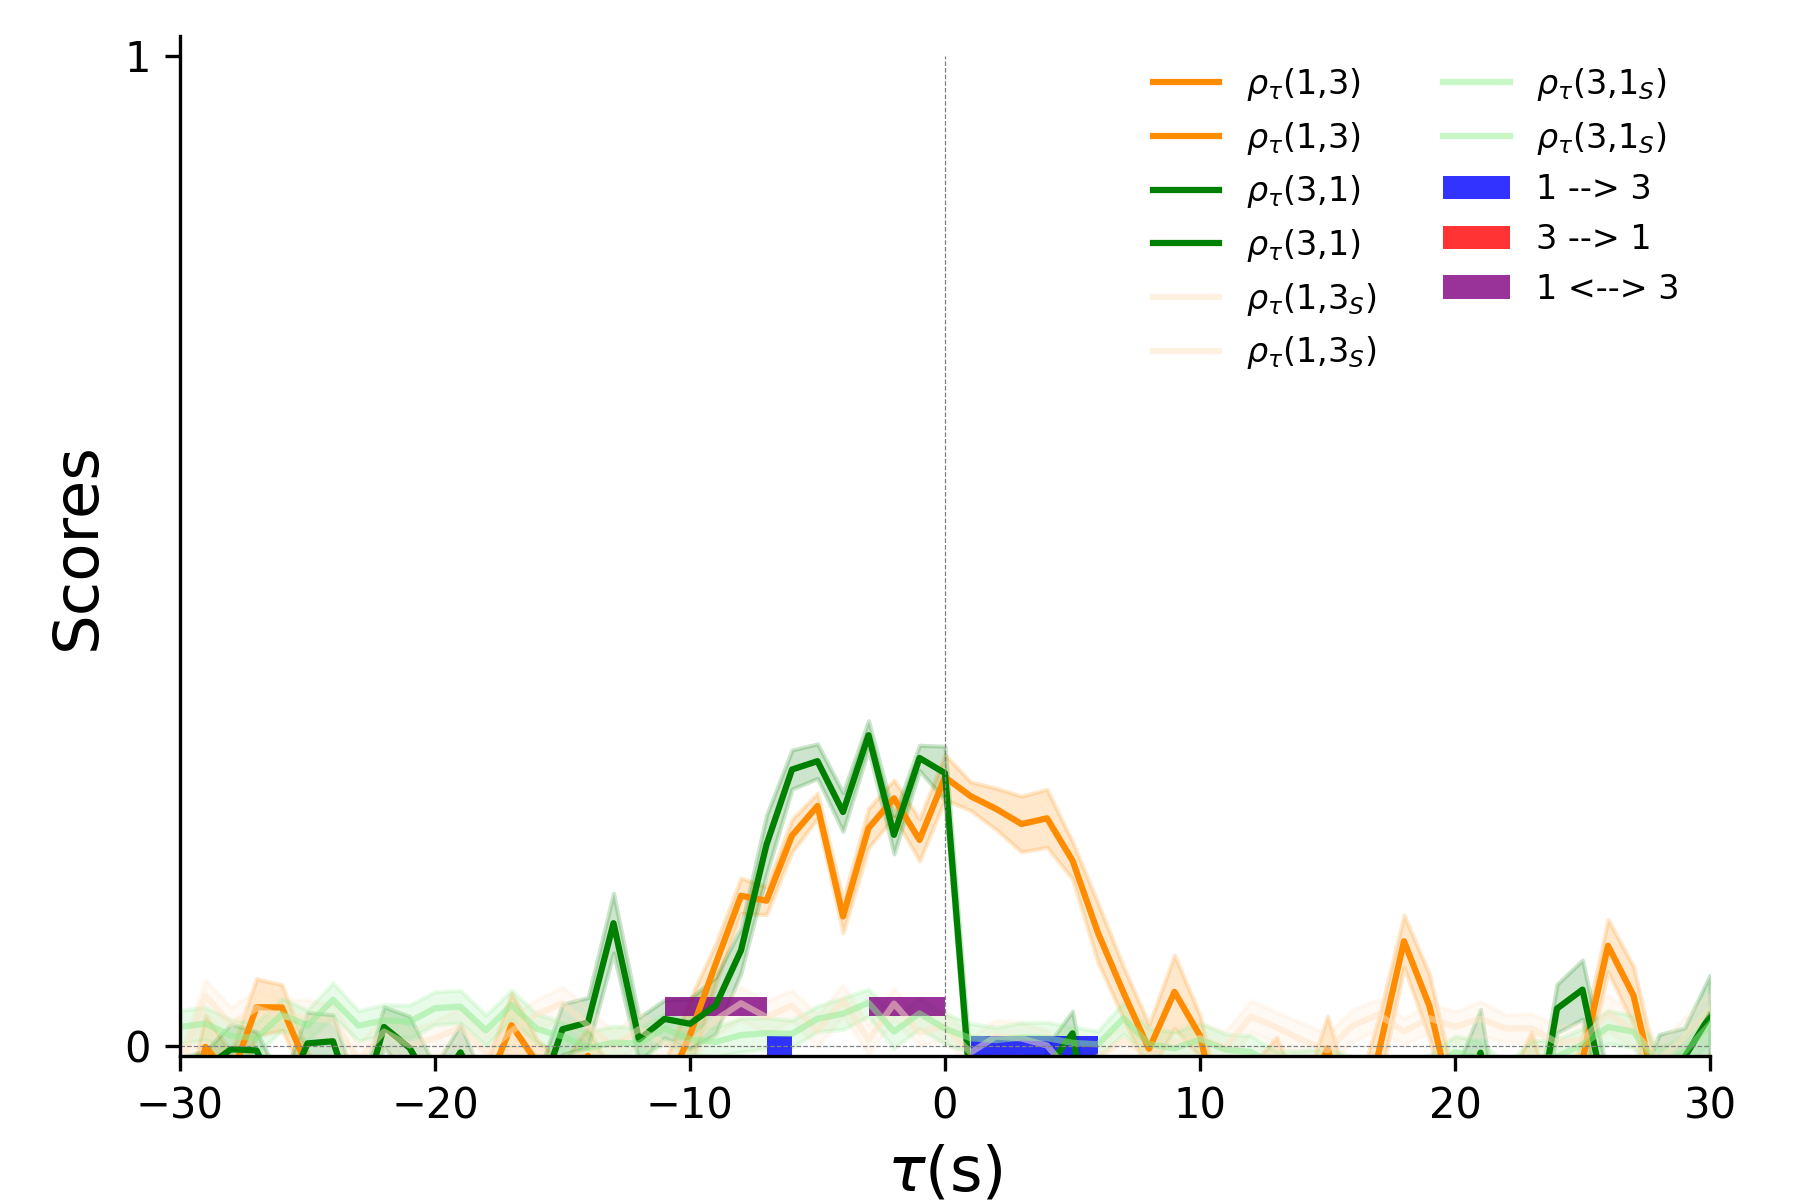 1
ρτ(1,3)
ρτ(1,3)
ρτ(3,1)
ρτ(3,1)
ρτ(1,3S)
ρτ(1,3S)
ρτ(3,1S)
ρτ(3,1S)
1 --> 3
3 --> 1
1 <--> 3
Scores
0
−30 −20 −10 0 10 20 30
τ(s)